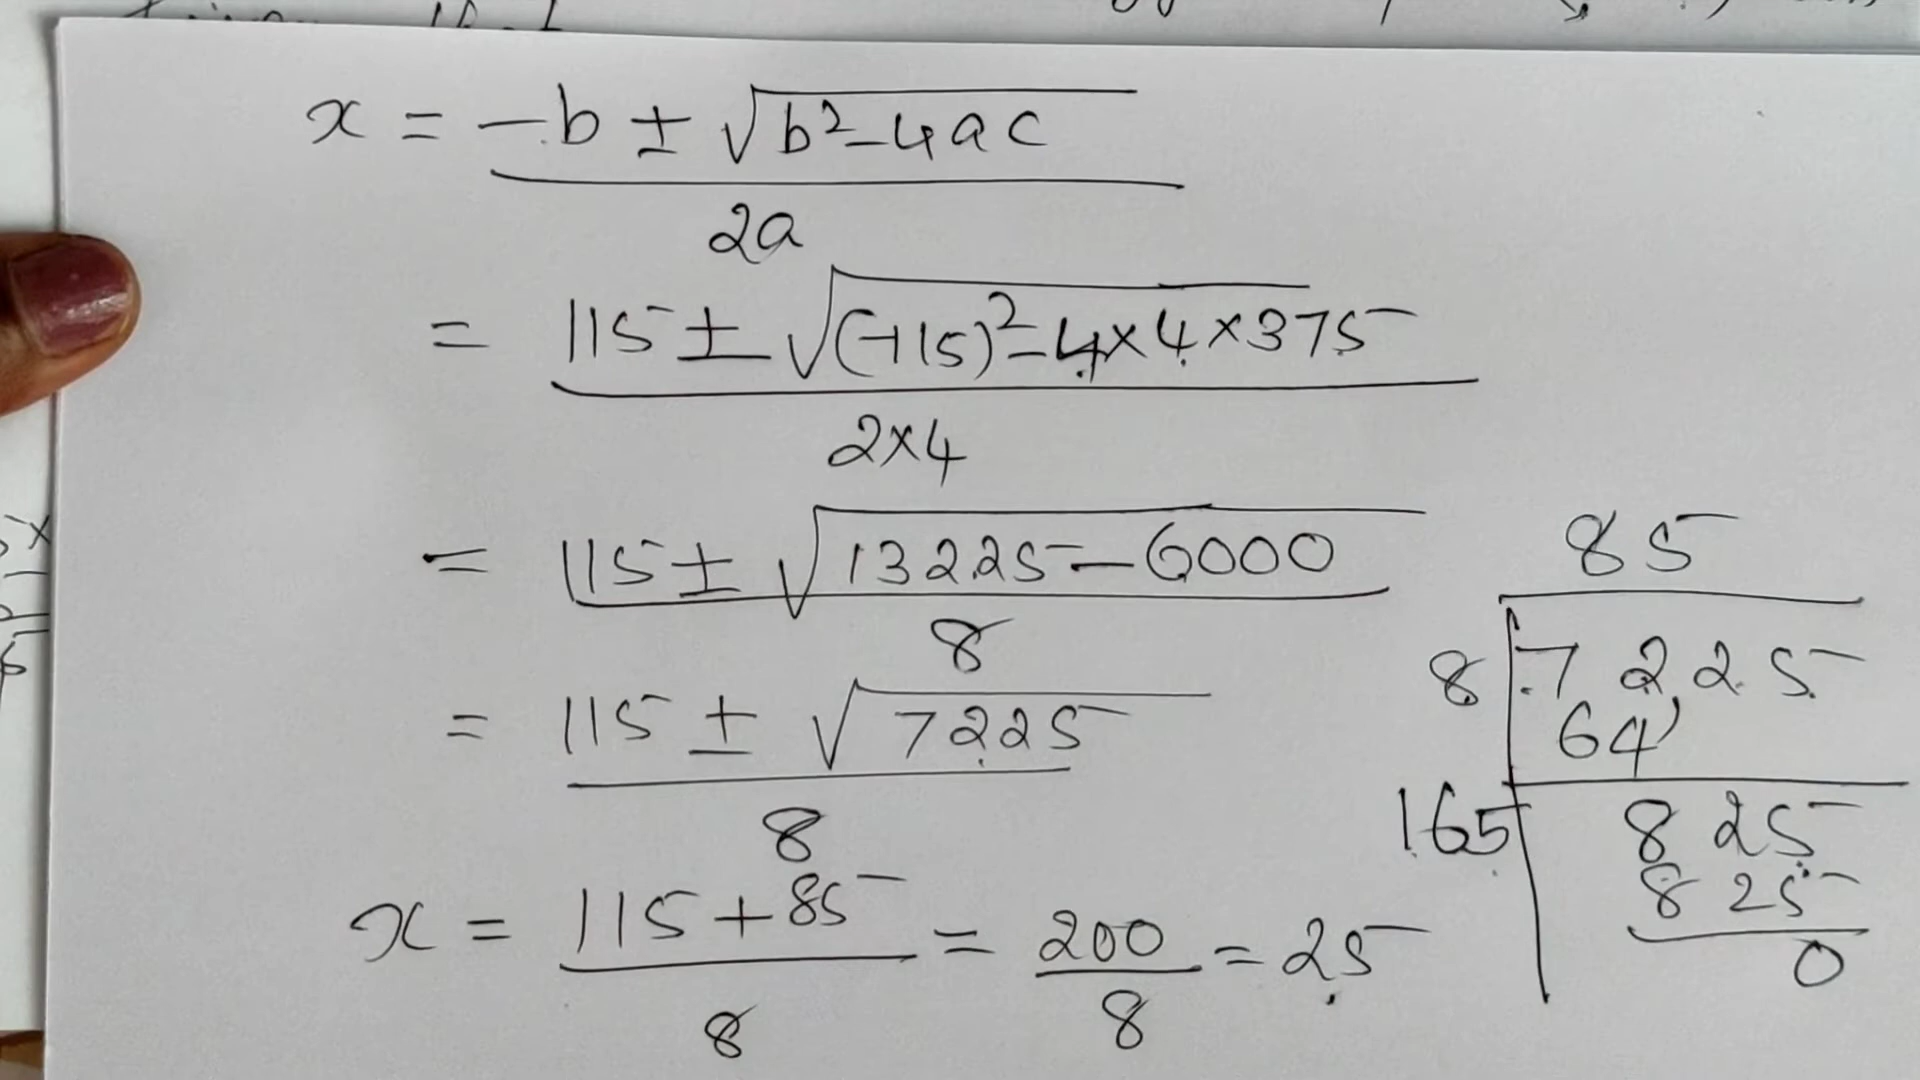 x = -b ± √b²-4ac
2a
= 115 ± √(-115)²-4×4×375
2×4
= 115 ± √13225-6000
8
= 115 ± √7225
8
x = 115+85 = 200 = 25
8 8
85
8 7225
64
165 825
825
0